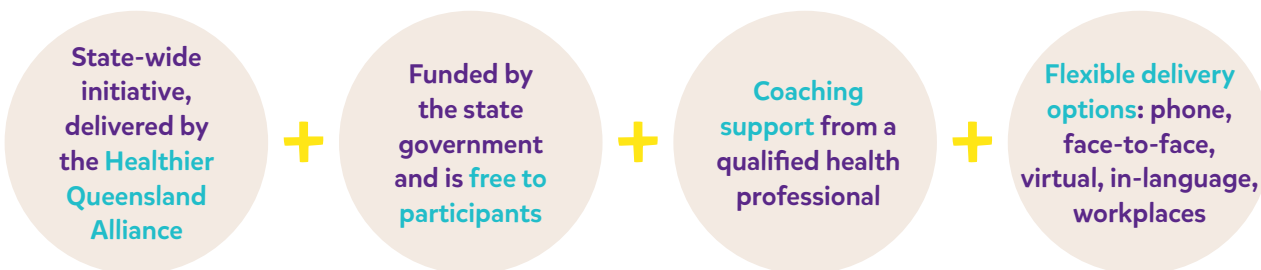 State-wide
initiative,
delivered by
the Healthier
Queensland
Alliance
+
Funded by
the state
government
and is free to
participants
+
Coaching
support from a
qualified health
professional
+
Flexible delivery
options: phone,
face-to-face,
virtual, in-language,
workplaces